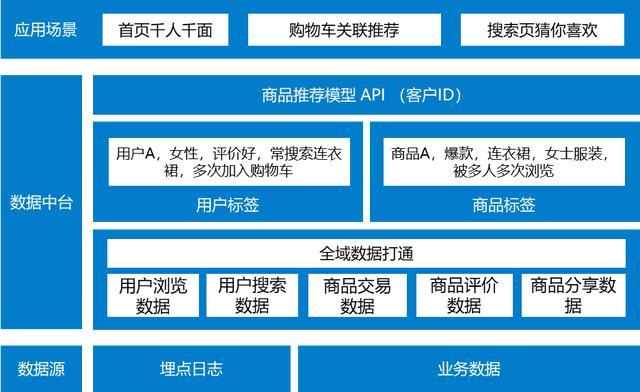 应用场景
首页千人千面
购物车关联推荐
搜索页猜你喜欢
数据中台
商品推荐模型 API （客户ID）
用户A，女性，评价好，常搜索连衣
裙，多次加入购物车
用户标签
商品A，爆款，连衣裙，女士服装，
被多人多次浏览
商品标签
全域数据打通
用户浏览
数据
用户搜索
数据
商品交易
数据
商品评价
数据
商品分享数
据
数据源
埋点日志
业务数据